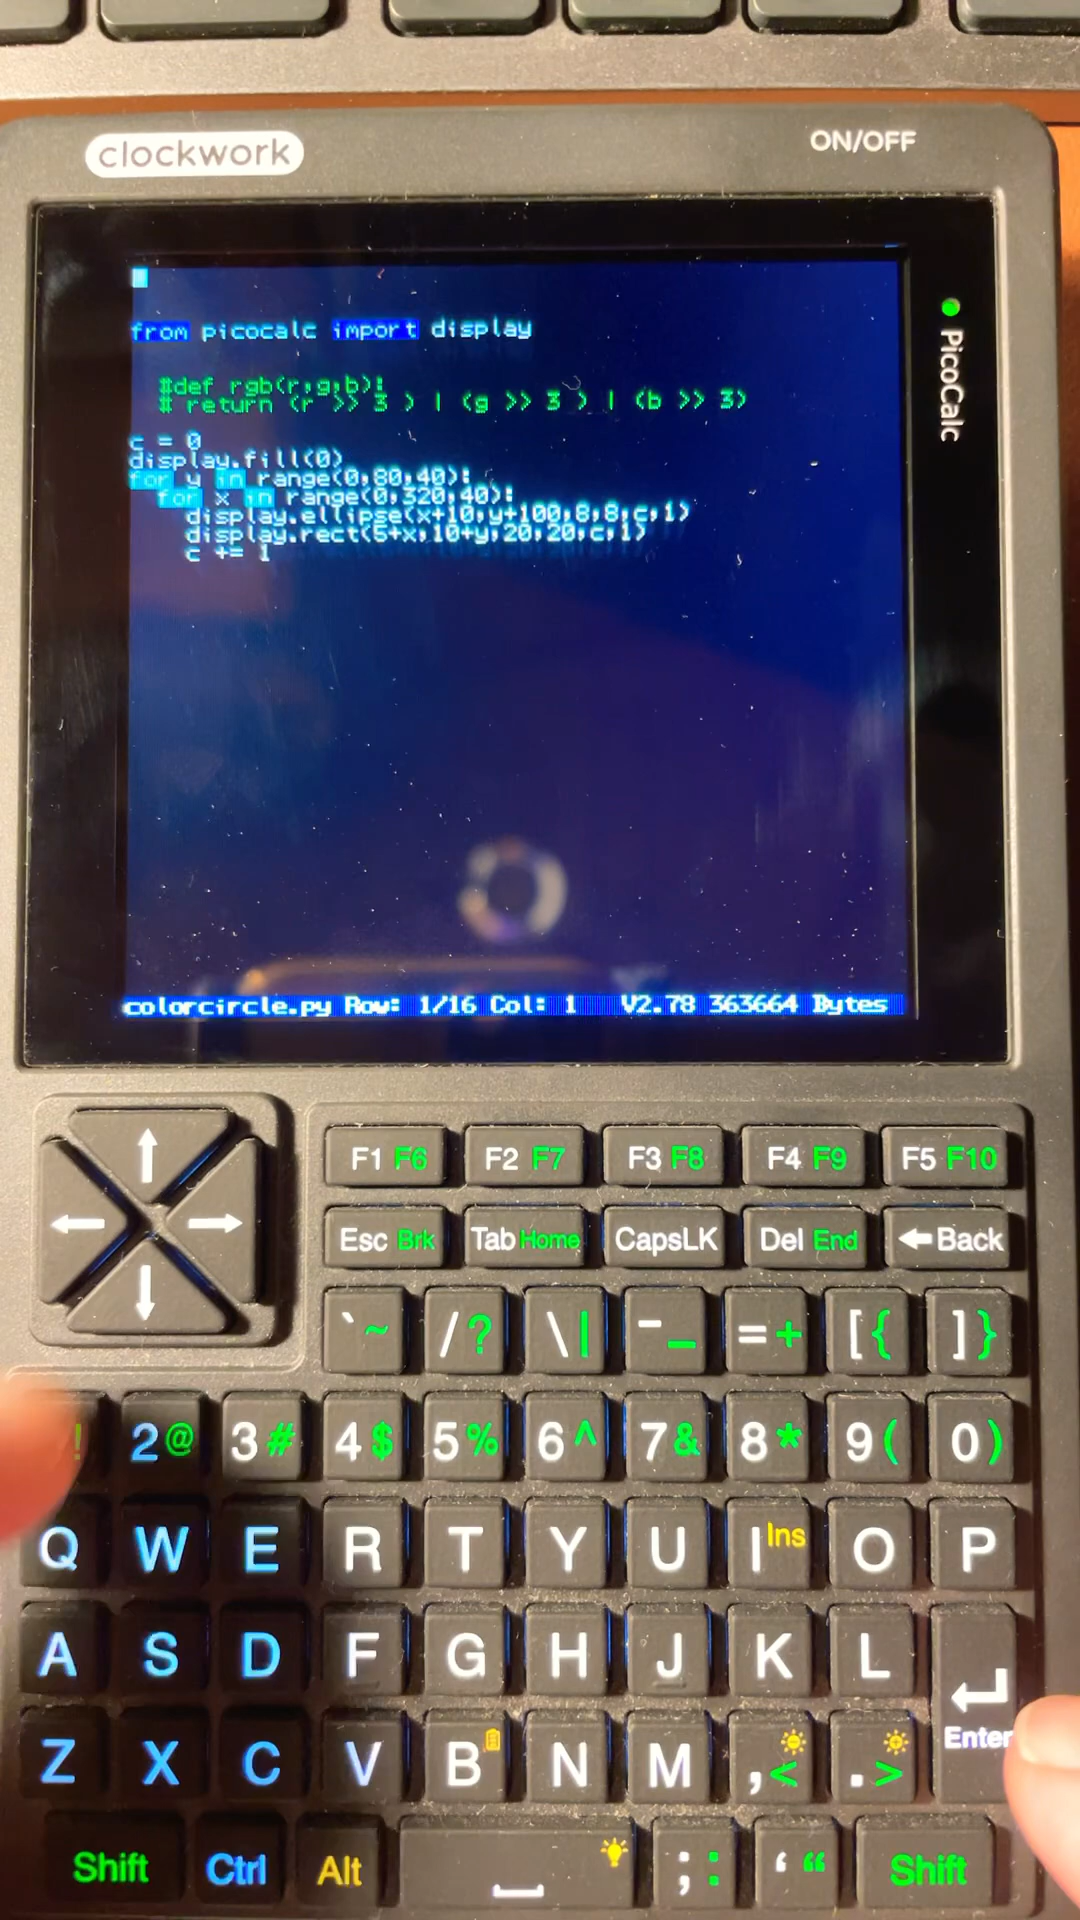 clockwork
ON/OFF
from picocalc import display
#def rgb(r,g,b):
# return (r >> 3 ) | (g >> 3 ) | (b >> 3)
c = 0
display.fill(0)
for y in range(0,80,40):
for x in range(0,320,40):
display.ellipse(x+10,y+100,8,8,c,1)
display.rect(5+x,10+y,20,20,c,1)
c += 1
colorcircle.py Row: 1/16 Col: 1 V2.78 363664 Bytes
PicoCalc
F1 F6 F2 F7 F3 F8 F4 F9 F5 F10
Esc Brk Tab Home CapsLK Del End ←Back
` ~ / ? \ | - _ = + [ { ] }
! 2 @ 3 # 4 $ 5 % 6 ^ 7 & 8 * 9 ( 0 )
Q W E R T Y U I Ins O P
A S D F G H J K L
Enter
Z X C V B N M , < . >
Shift Ctrl Alt ; : ‘ “ Shift